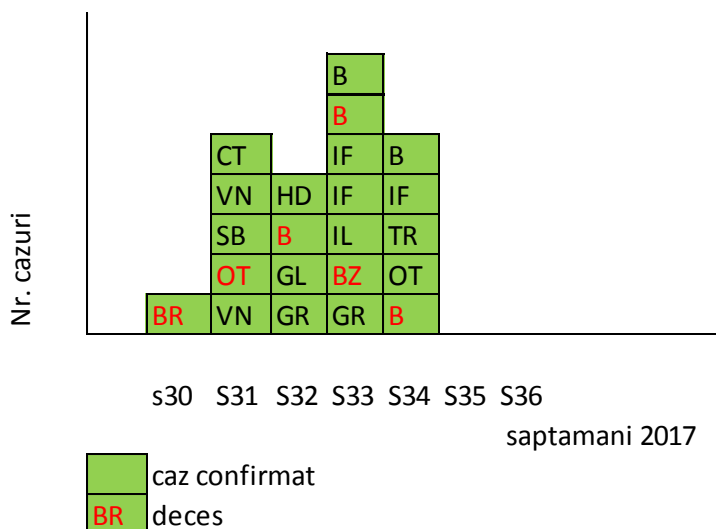 B
B
CT IF B
VN HD IF IF
SB B IL TR
OT GL BZ OT
BR VN GR GR B
Nr. cazuri
s30 S31 S32 S33 S34 S35 S36
saptamani 2017
caz confirmat
BR deces